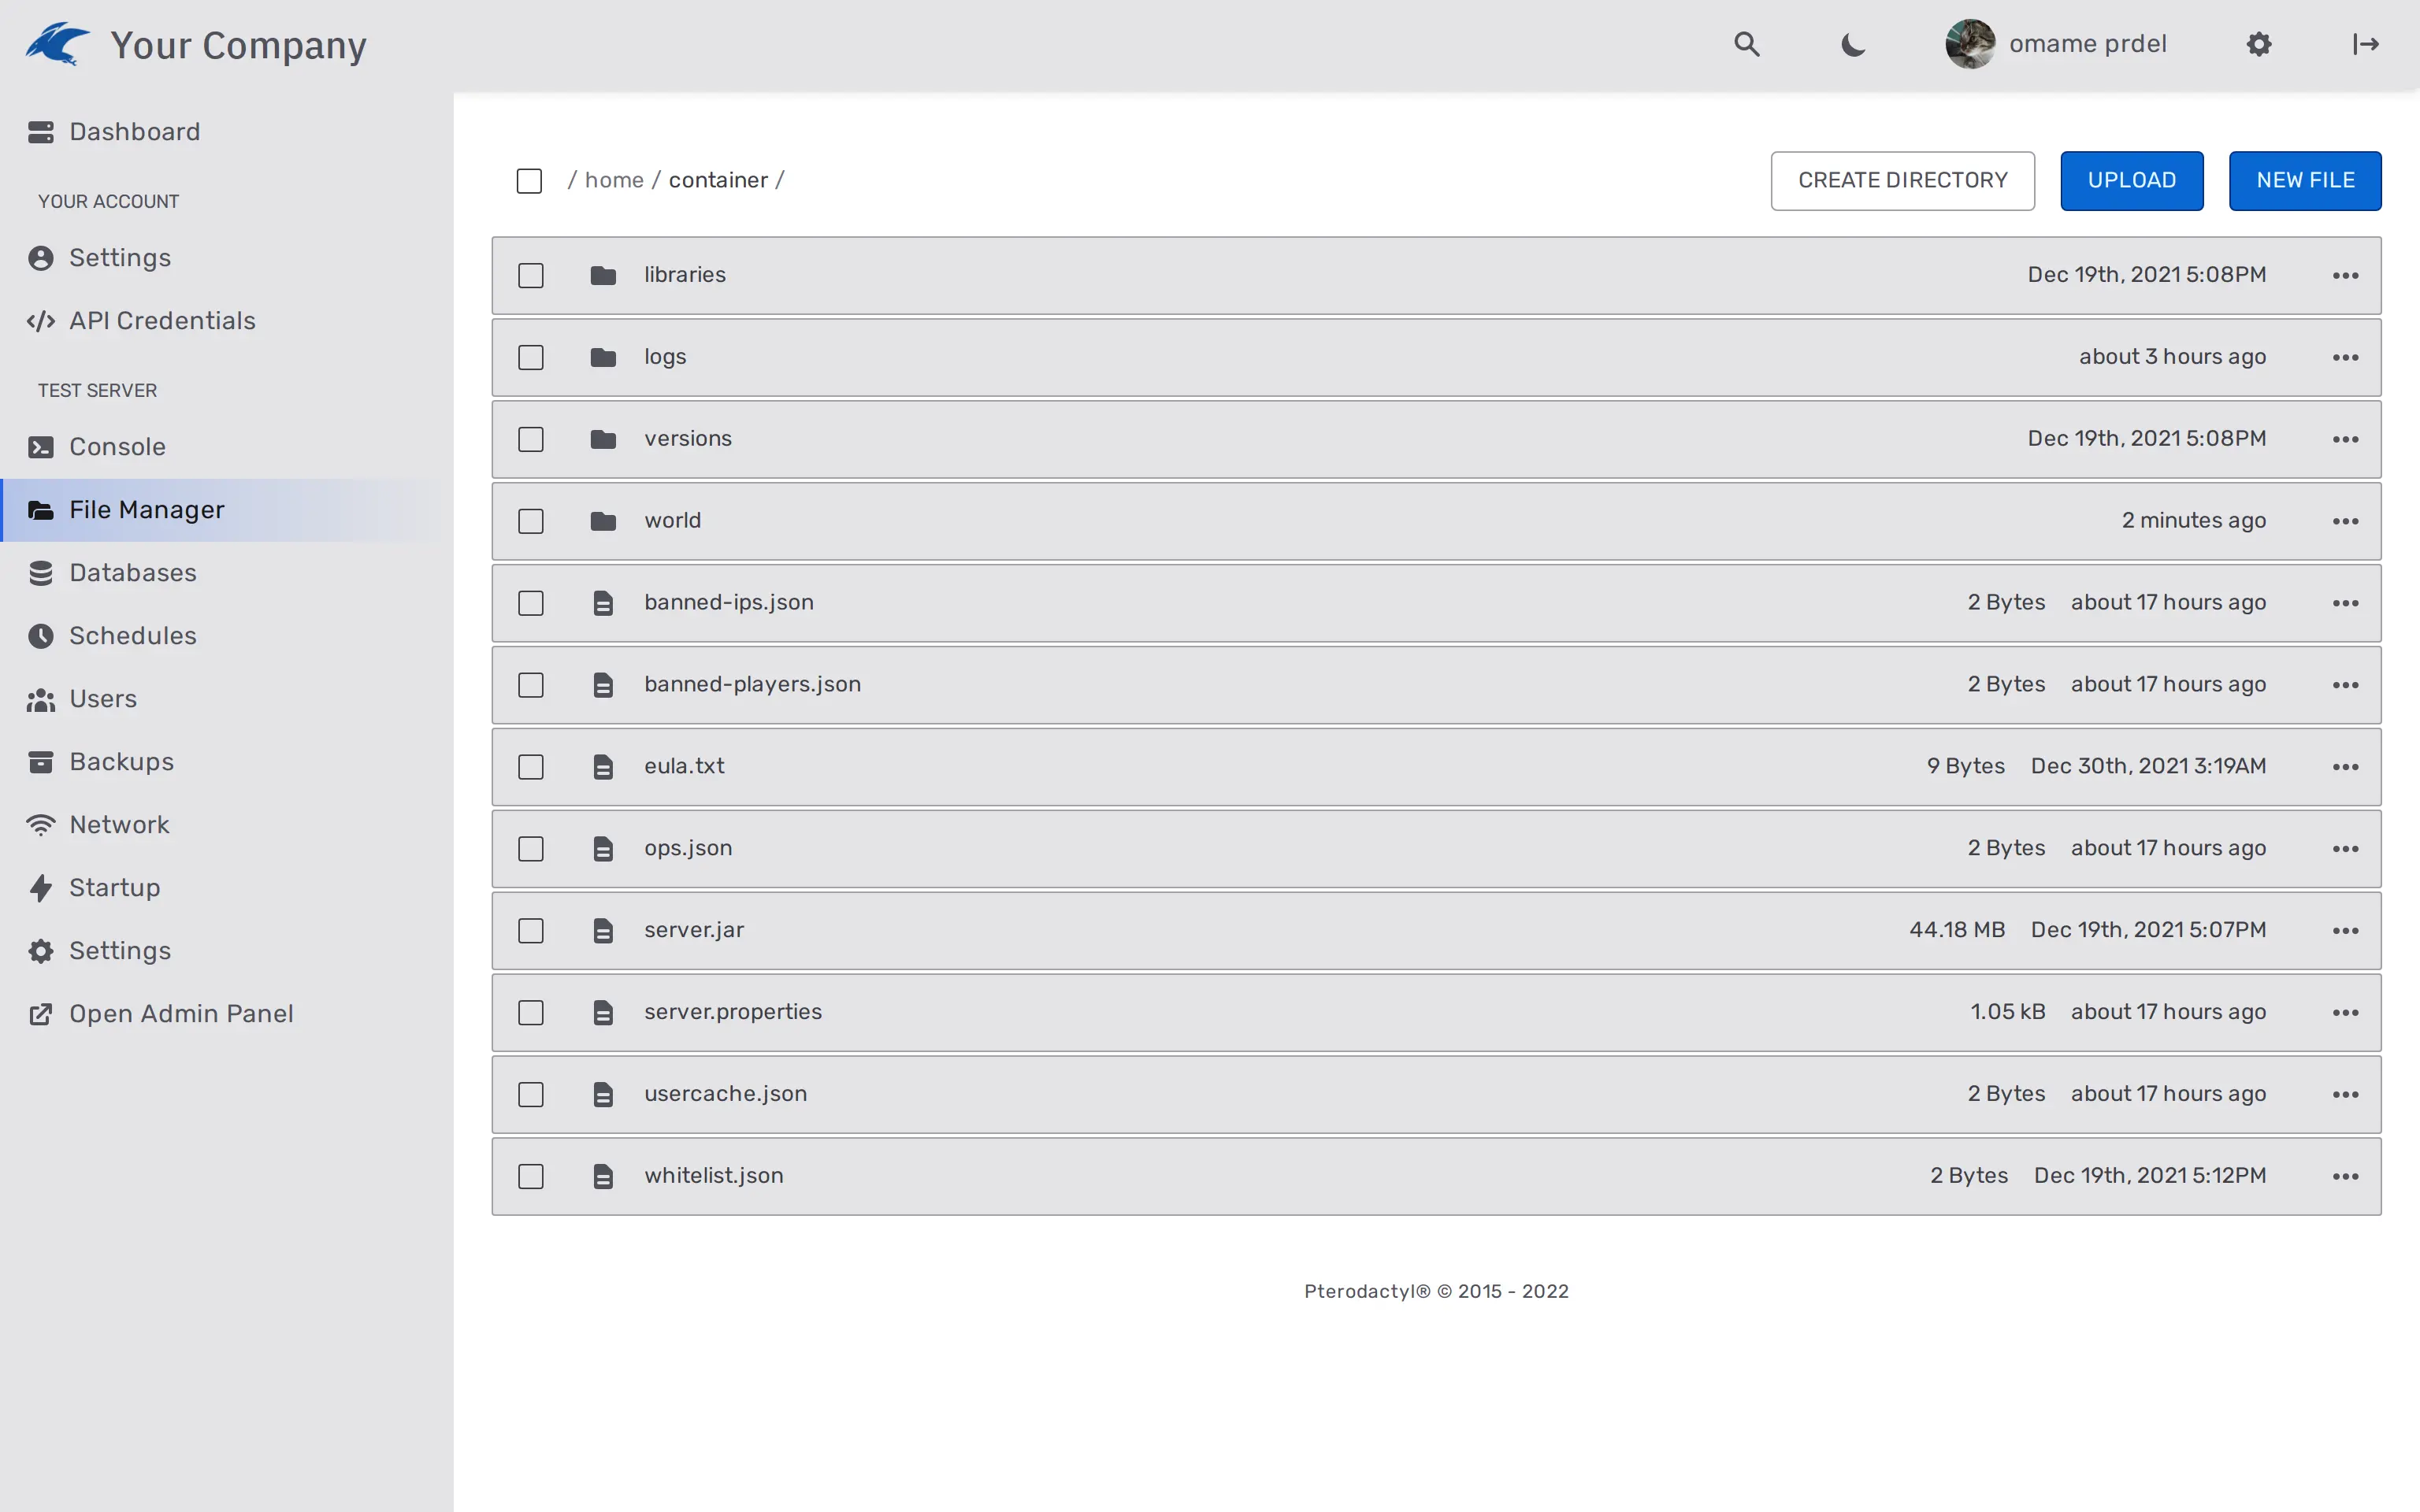 Your Company
omame prdel
Dashboard
YOUR ACCOUNT
Settings
API Credentials
TEST SERVER
Console
File Manager
Databases
Schedules
Users
Backups
Network
Startup
Settings
Open Admin Panel
/ home / container /
CREATE DIRECTORY
UPLOAD
NEW FILE
libraries Dec 19th, 2021 5:08PM
logs about 3 hours ago
versions Dec 19th, 2021 5:08PM
world 2 minutes ago
banned-ips.json 2 Bytes about 17 hours ago
banned-players.json 2 Bytes about 17 hours ago
eula.txt 9 Bytes Dec 30th, 2021 3:19AM
ops.json 2 Bytes about 17 hours ago
server.jar 44.18 MB Dec 19th, 2021 5:07PM
server.properties 1.05 kB about 17 hours ago
usercache.json 2 Bytes about 17 hours ago
whitelist.json 2 Bytes Dec 19th, 2021 5:12PM
Pterodactyl® © 2015 - 2022